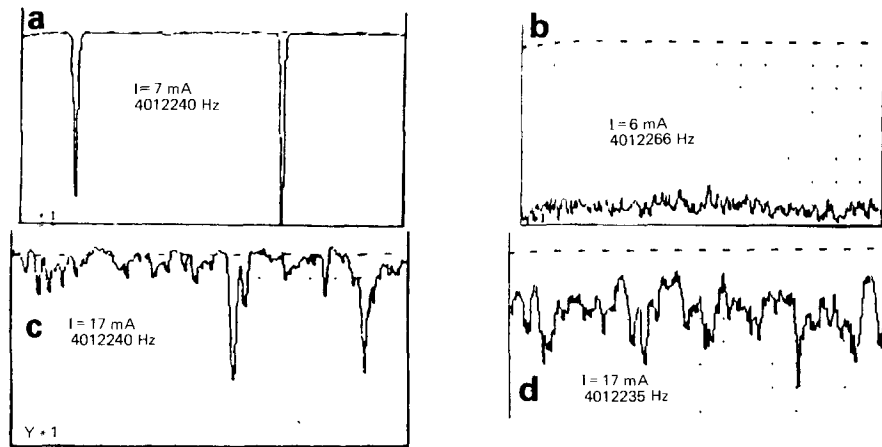 a
I = 7 mA
4012240 Hz
b
I = 6 mA
4012266 Hz
c
I = 17 mA
4012240 Hz
Y * 1
d
I = 17 mA
4012235 Hz